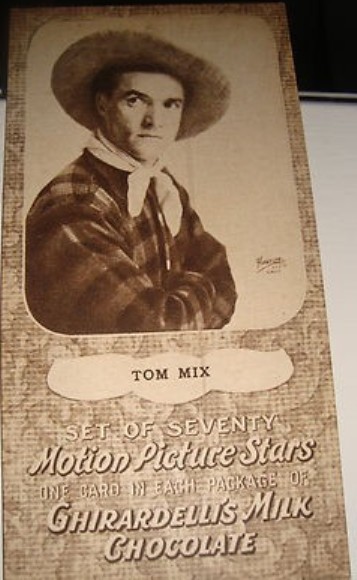 TOM MIX
SET OF SEVENTY
Motion Picture Stars
ONE CARD IN EACH PACKAGE OF
GHIRARDELLI'S MILK
CHOCOLATE